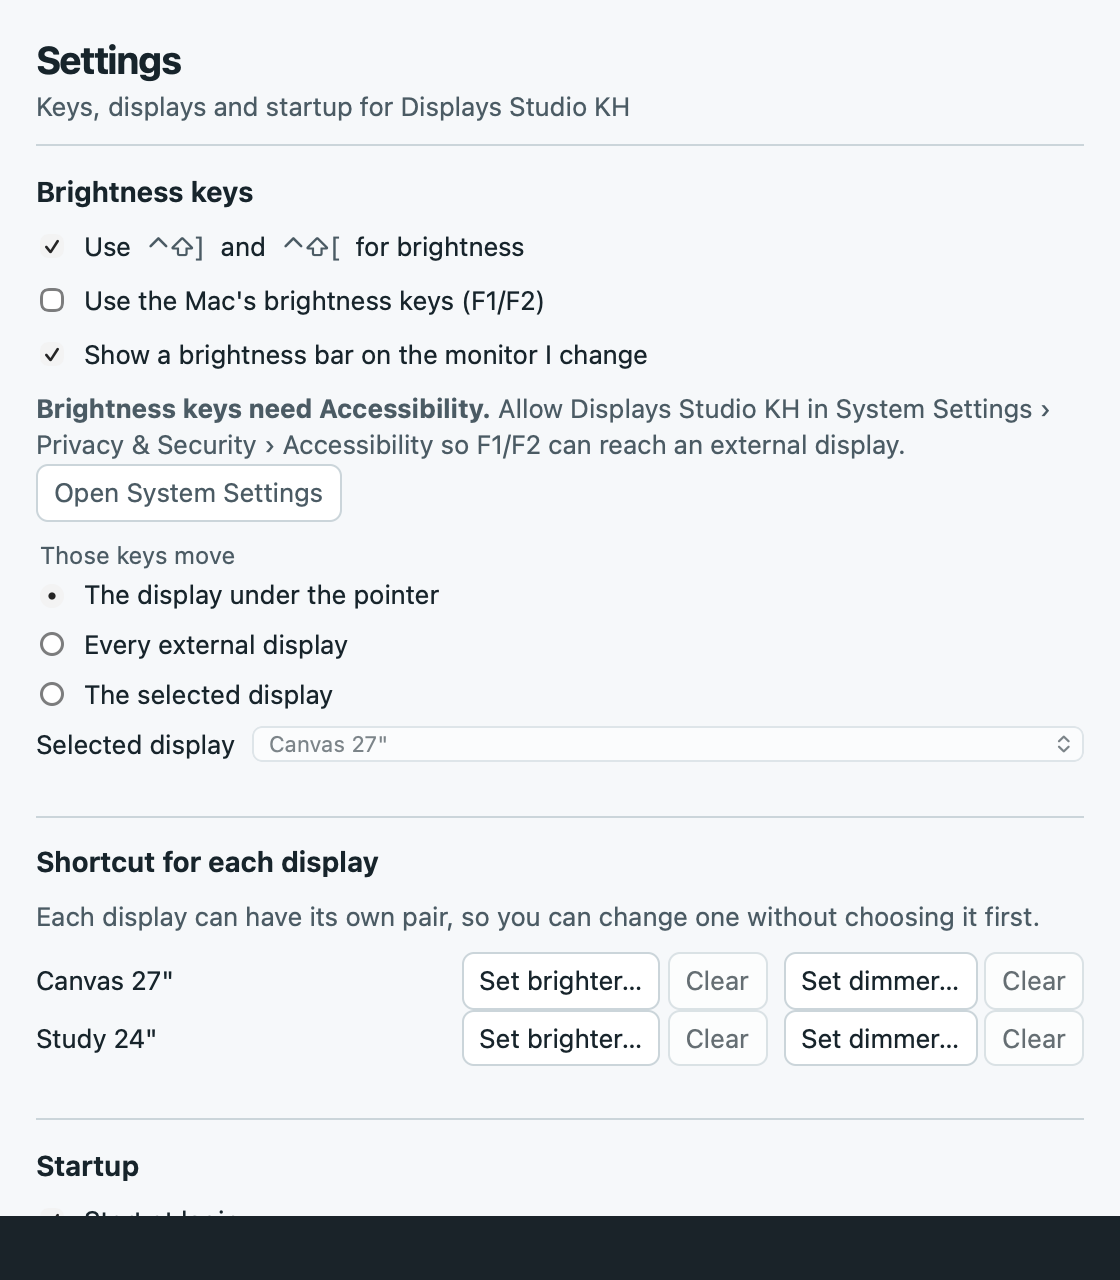 Settings
Keys, displays and startup for Displays Studio KH
Brightness keys
Use ^⇧] and ^⇧[ for brightness
Use the Mac's brightness keys (F1/F2)
Show a brightness bar on the monitor I change
Brightness keys need Accessibility. Allow Displays Studio KH in System Settings ›
Privacy & Security › Accessibility so F1/F2 can reach an external display.
Open System Settings
Those keys move
The display under the pointer
Every external display
The selected display
Selected display Canvas 27"
Shortcut for each display
Each display can have its own pair, so you can change one without choosing it first.
Canvas 27" Set brighter... Clear Set dimmer... Clear
Study 24" Set brighter... Clear Set dimmer... Clear
Startup